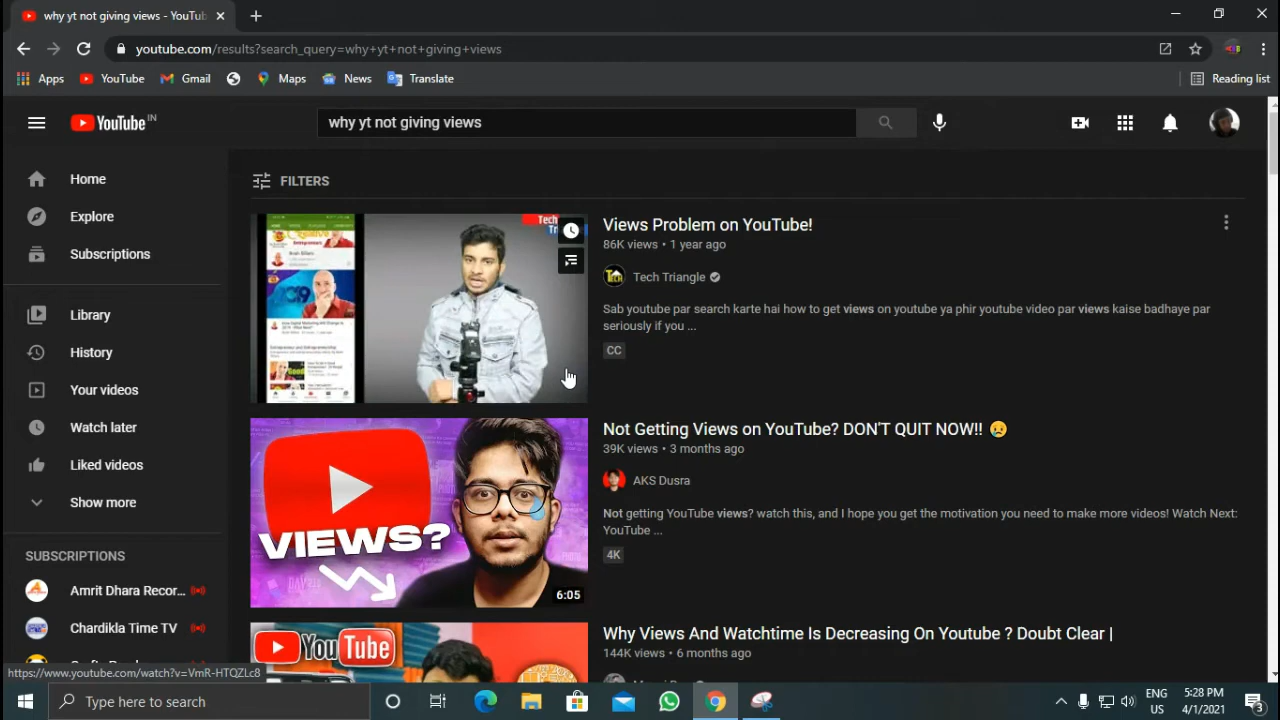 why yt not giving views - YouTub
youtube.com/results?search_query=why+yt+not+giving+views
Apps
YouTube
Gmail
Maps
News
Translate
Reading list
YouTube IN
why yt not giving views
Home
Explore
Subscriptions
Library
History
Your videos
Watch later
Liked videos
Show more
SUBSCRIPTIONS
Amrit Dhara Recor...
Chardikla Time TV
FILTERS
Tech
Views Problem on YouTube!
86K views • 1 year ago
Tech Triangle
Sab youtube par search karte hai how to get views on youtube ya phir youtube video par views kaise badhaye par
seriously if you ...
CC
VIEWS?
6:05
Not Getting Views on YouTube? DON'T QUIT NOW!! 😥
39K views • 3 months ago
AKS Dusra
Not getting YouTube views? watch this, and I hope you get the motivation you need to make more videos! Watch Next:
YouTube ...
4K
YouTube
Why Views And Watchtime Is Decreasing On Youtube ? Doubt Clear |
144K views • 6 months ago
https://www.youtube.com/watch?v=VmR-HTQZLc8
Type here to search
ENG
US
5:28 PM
4/1/2021
3